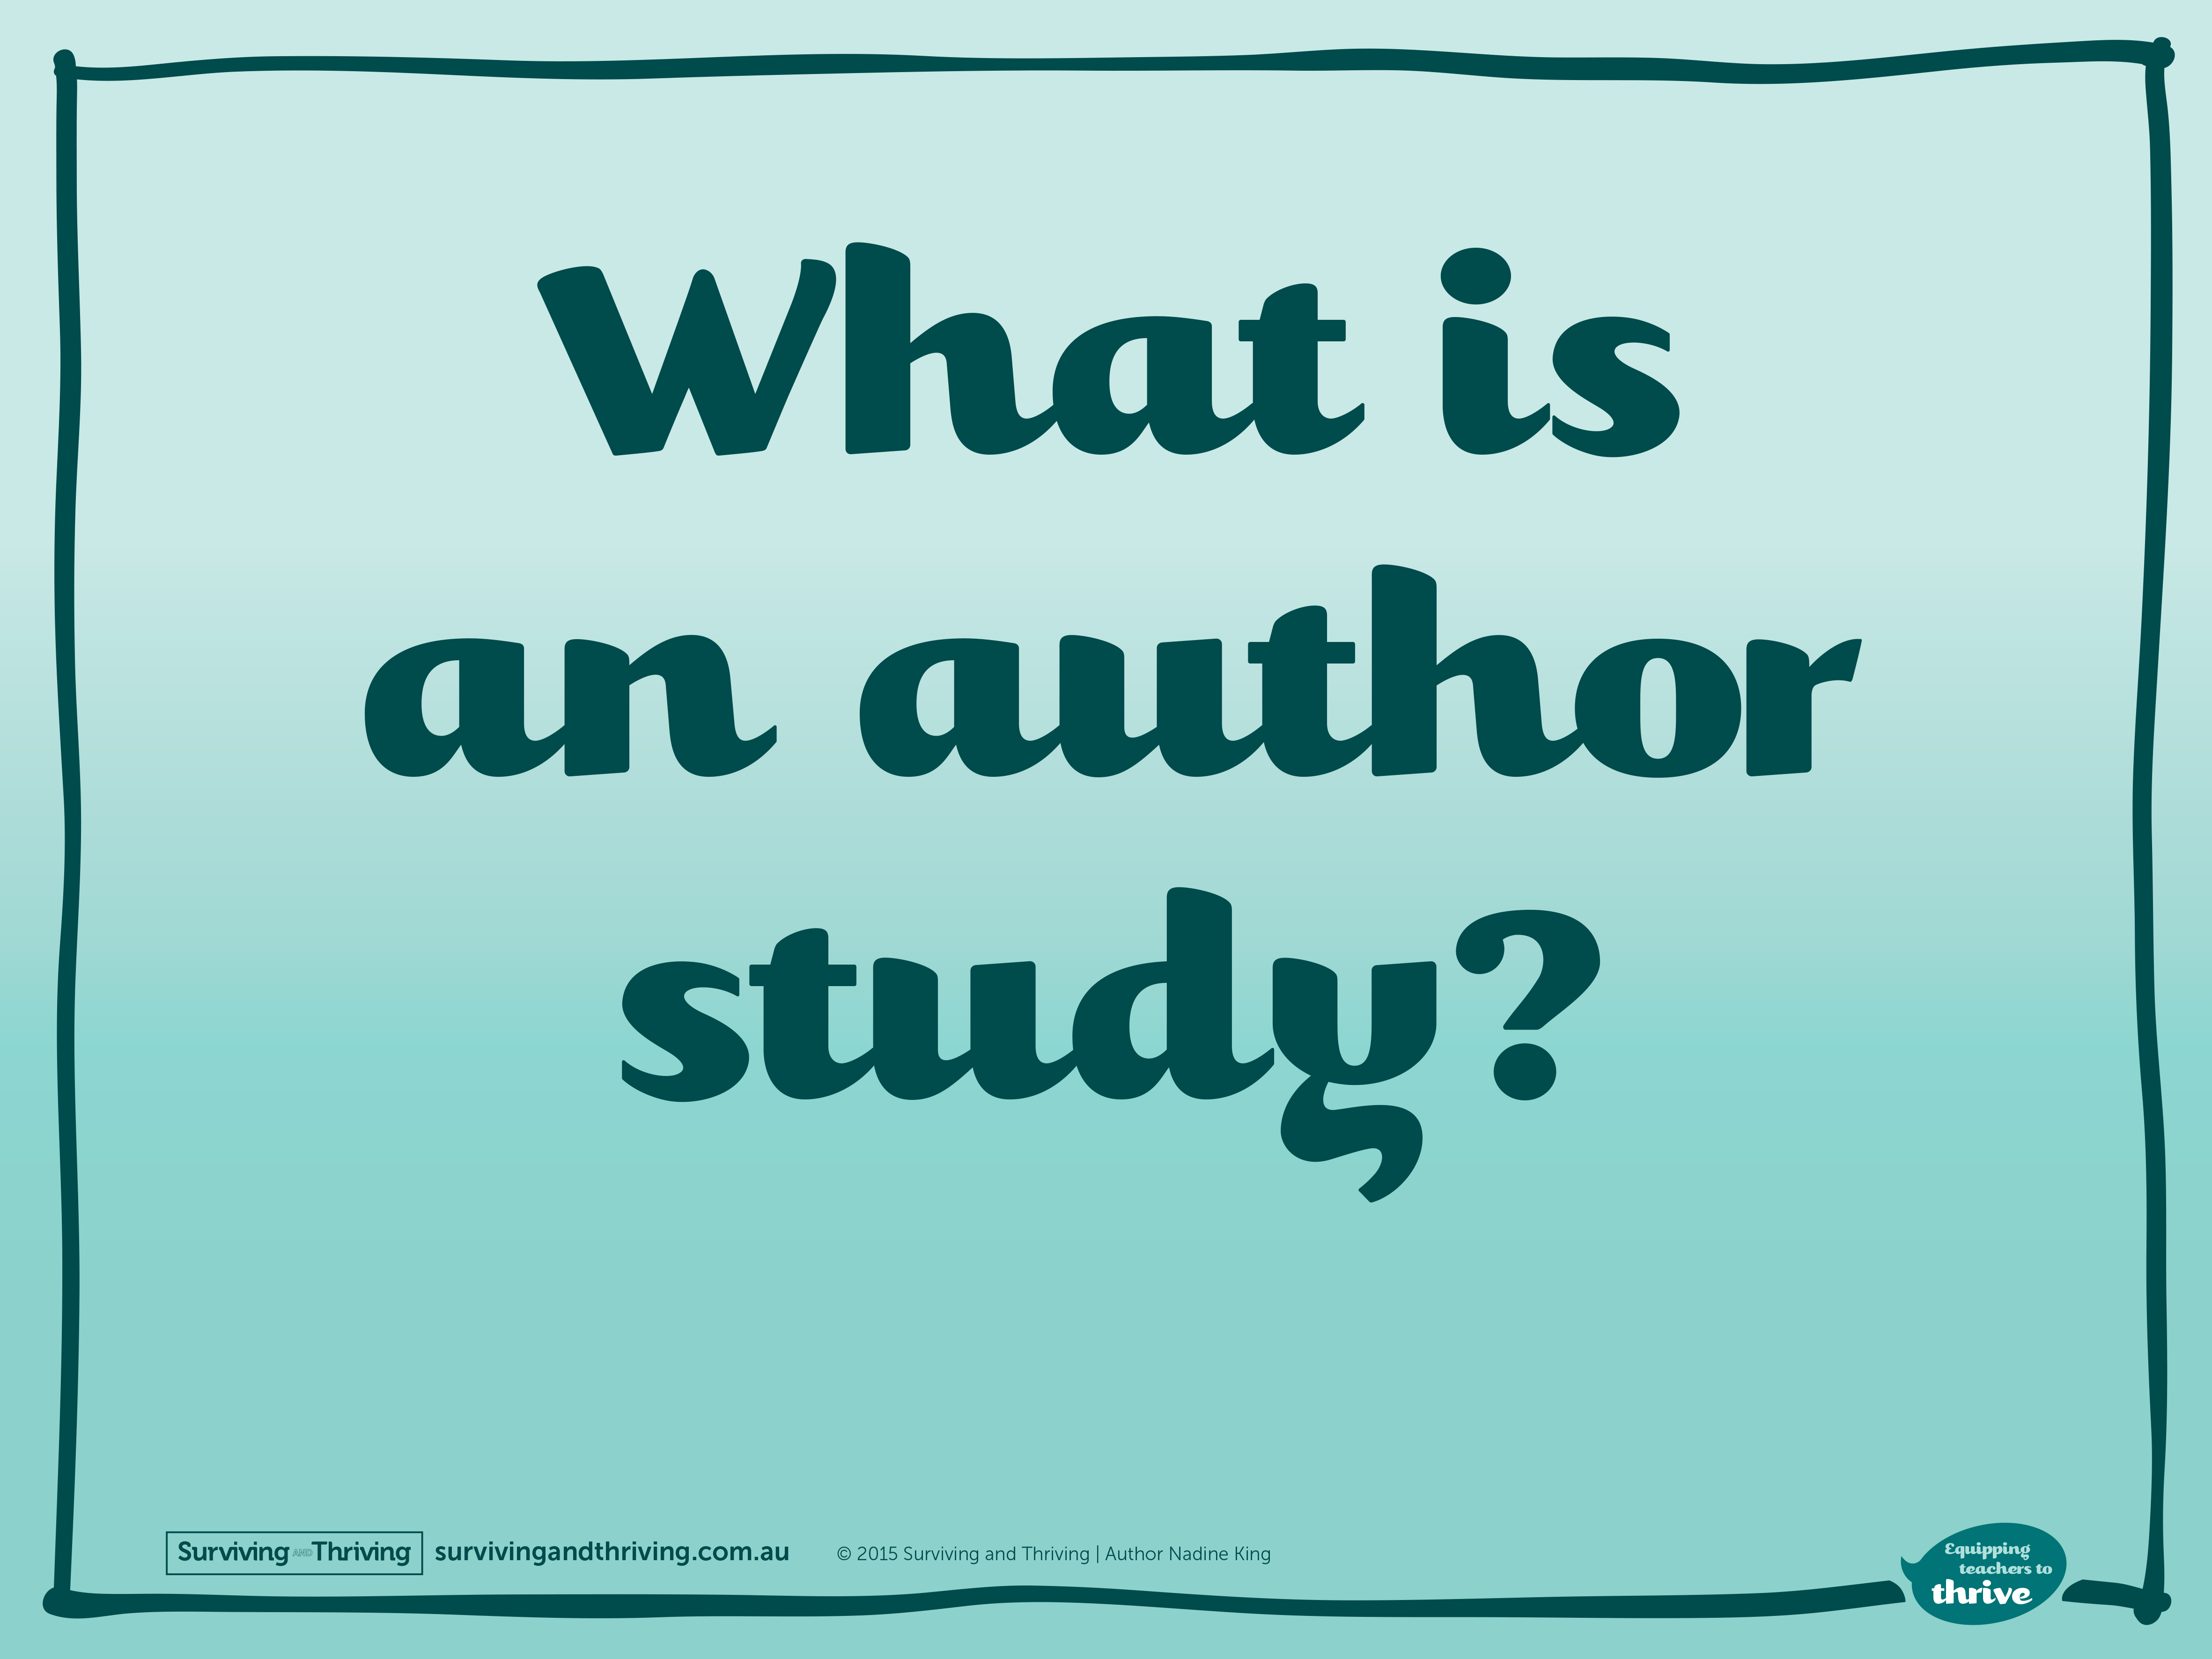 What is
an author
study?
Surviving AND Thriving survivingandthriving.com.au © 2015 Surviving and Thriving | Author Nadine King
Equipping
teachers to
thrive